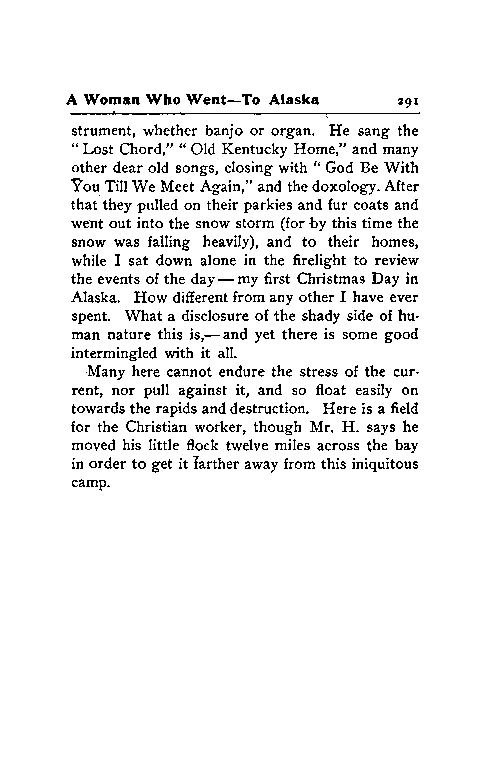 A Woman Who Went—To Alaska 291
strument, whether banjo or organ. He sang the
“ Lost Chord,” “ Old Kentucky Home,” and many
other dear old songs, closing with “ God Be With
You Till We Meet Again,” and the doxology. After
that they pulled on their parkies and fur coats and
went out into the snow storm (for by this time the
snow was falling heavily), and to their homes,
while I sat down alone in the firelight to review
the events of the day—my first Christmas Day in
Alaska. How different from any other I have ever
spent. What a disclosure of the shady side of hu-
man nature this is,—and yet there is some good
intermingled with it all.
Many here cannot endure the stress of the cur-
rent, nor pull against it, and so float easily on
towards the rapids and destruction. Here is a field
for the Christian worker, though Mr. H. says he
moved his little flock twelve miles across the bay
in order to get it farther away from this iniquitous
camp.